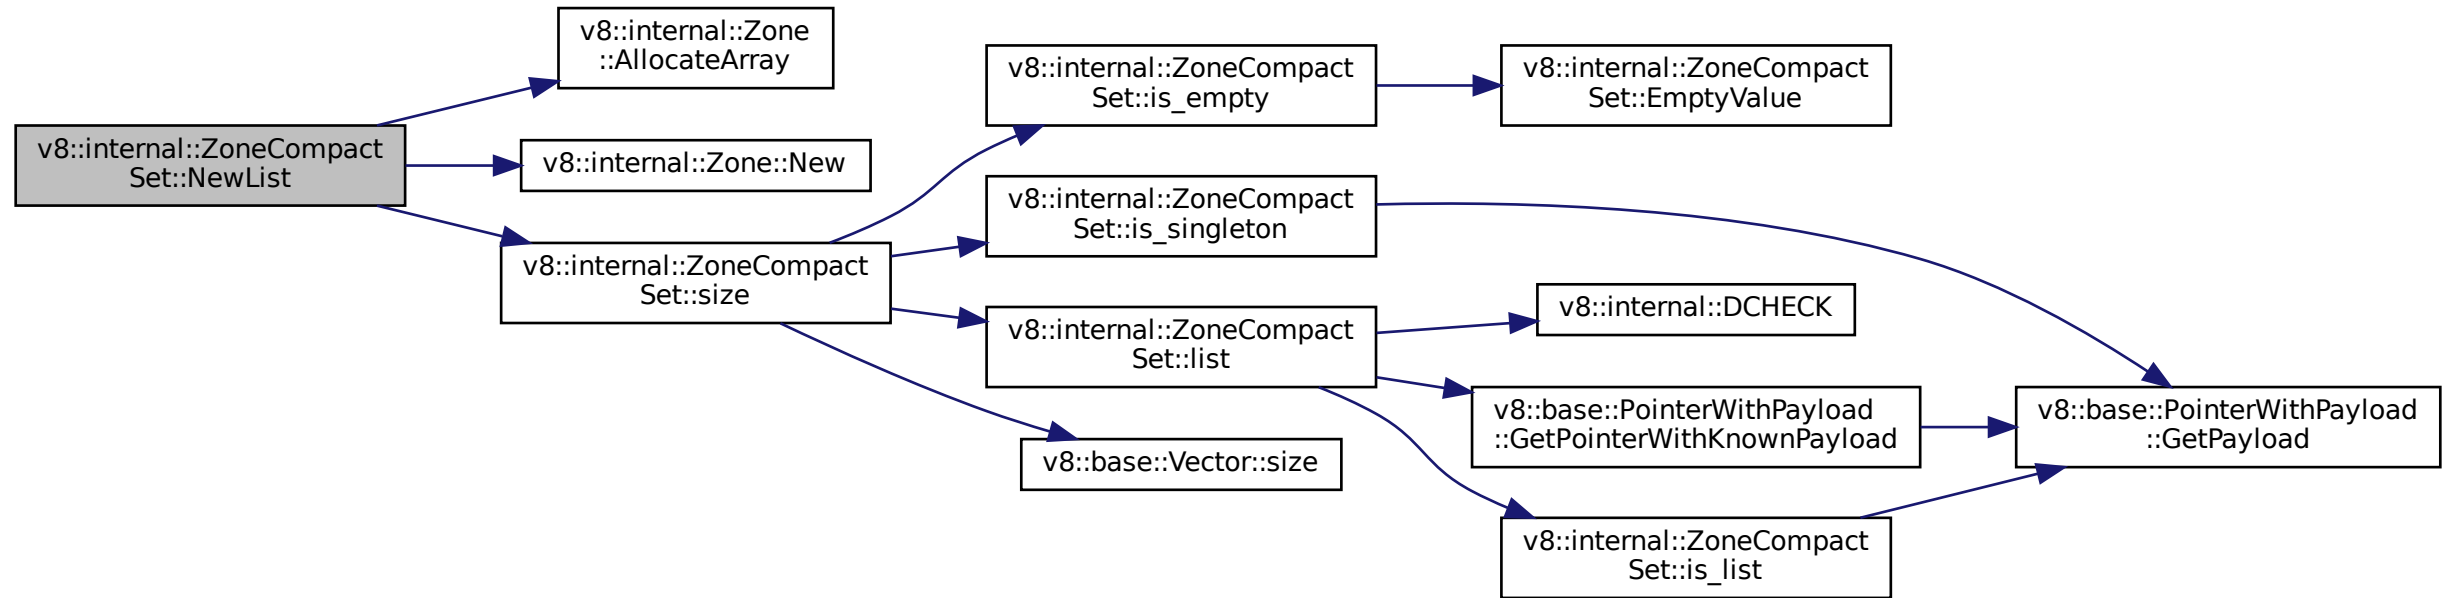 v8::internal::ZoneCompact
Set::NewList
v8::internal::Zone
::AllocateArray
v8::internal::Zone::New
v8::internal::ZoneCompact
Set::size
v8::internal::ZoneCompact
Set::is_empty
v8::internal::ZoneCompact
Set::is_singleton
v8::internal::ZoneCompact
Set::list
v8::base::Vector::size
v8::internal::ZoneCompact
Set::EmptyValue
v8::internal::DCHECK
v8::base::PointerWithPayload
::GetPointerWithKnownPayload
v8::internal::ZoneCompact
Set::is_list
v8::base::PointerWithPayload
::GetPayload